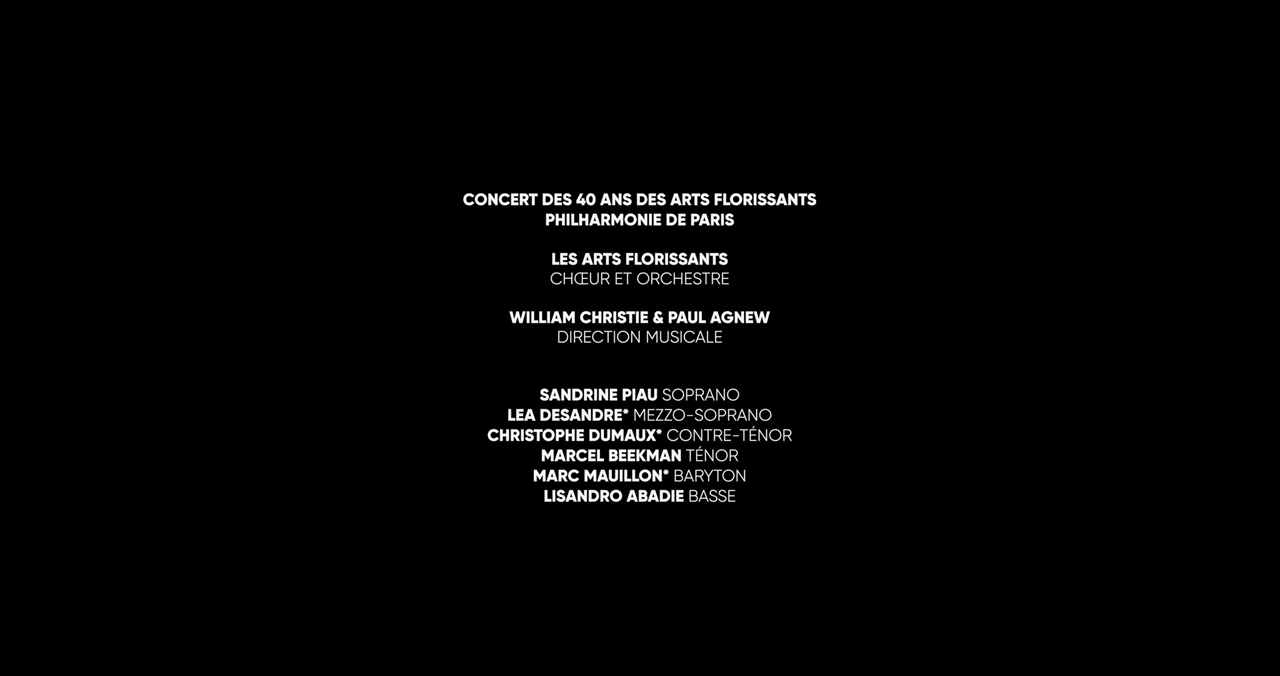 CONCERT DES 40 ANS DES ARTS FLORISSANTS
PHILHARMONIE DE PARIS
LES ARTS FLORISSANTS
CHŒUR ET ORCHESTRE
WILLIAM CHRISTIE & PAUL AGNEW
DIRECTION MUSICALE
SANDRINE PIAU SOPRANO
LEA DESANDRE* MEZZO-SOPRANO
CHRISTOPHE DUMAUX* CONTRE-TÉNOR
MARCEL BEEKMAN TÉNOR
MARC MAUILLON* BARYTON
LISANDRO ABADIE BASSE